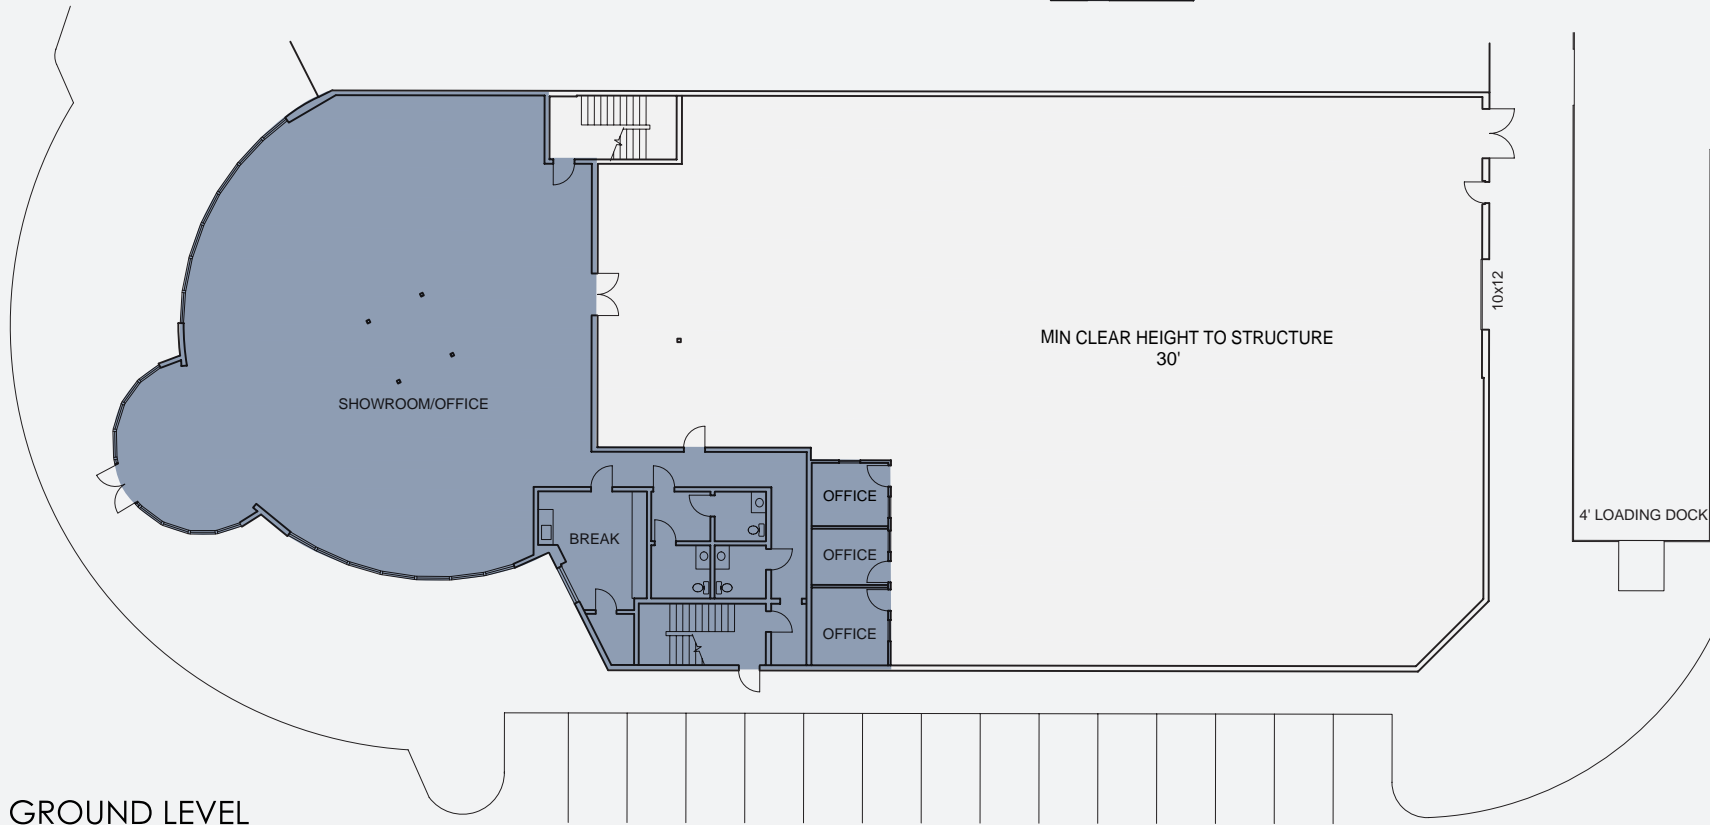 10x12
MIN CLEAR HEIGHT TO STRUCTURE
30'
SHOWROOM/OFFICE
OFFICE
4' LOADING DOCK
BREAK
OFFICE
OFFICE
GROUND LEVEL